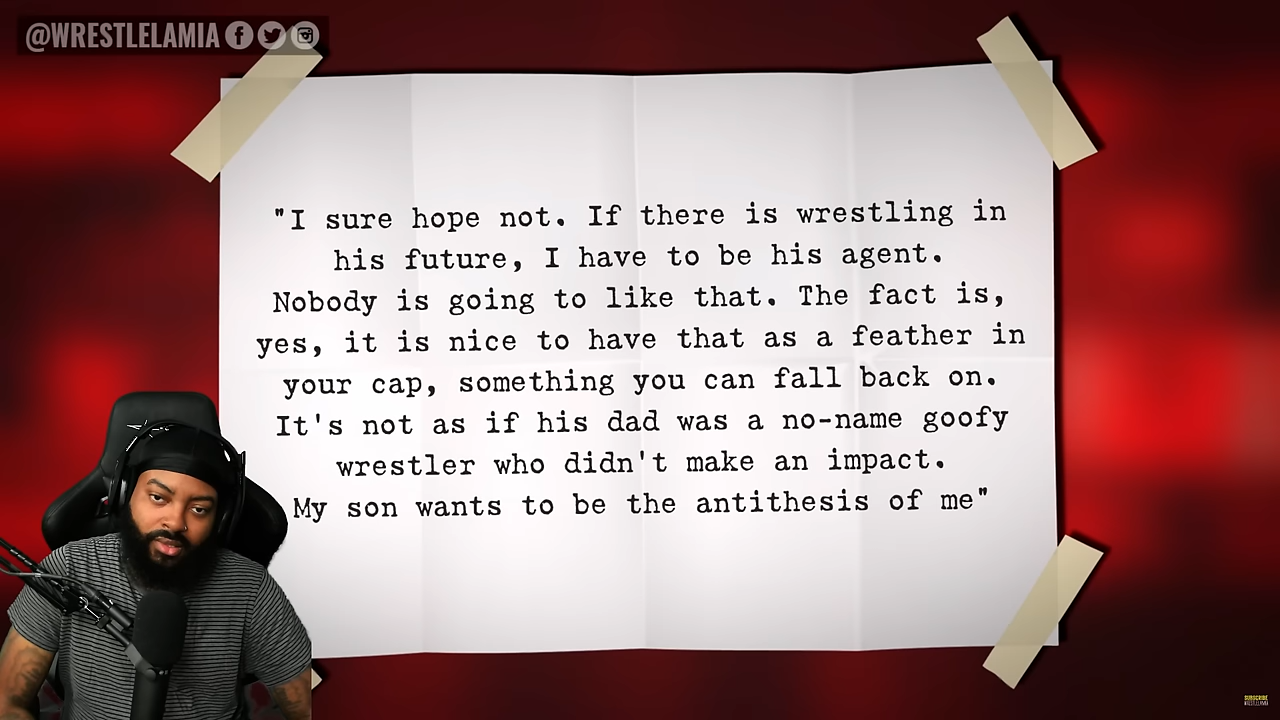 @WRESTLELAMIA
"I sure hope not. If there is wrestling in
his future, I have to be his agent.
Nobody is going to like that. The fact is,
yes, it is nice to have that as a feather in
your cap, something you can fall back on.
It's not as if his dad was a no-name goofy
wrestler who didn't make an impact.
My son wants to be the antithesis of me"
SUBSCRIBE
WRESTLELAMIA